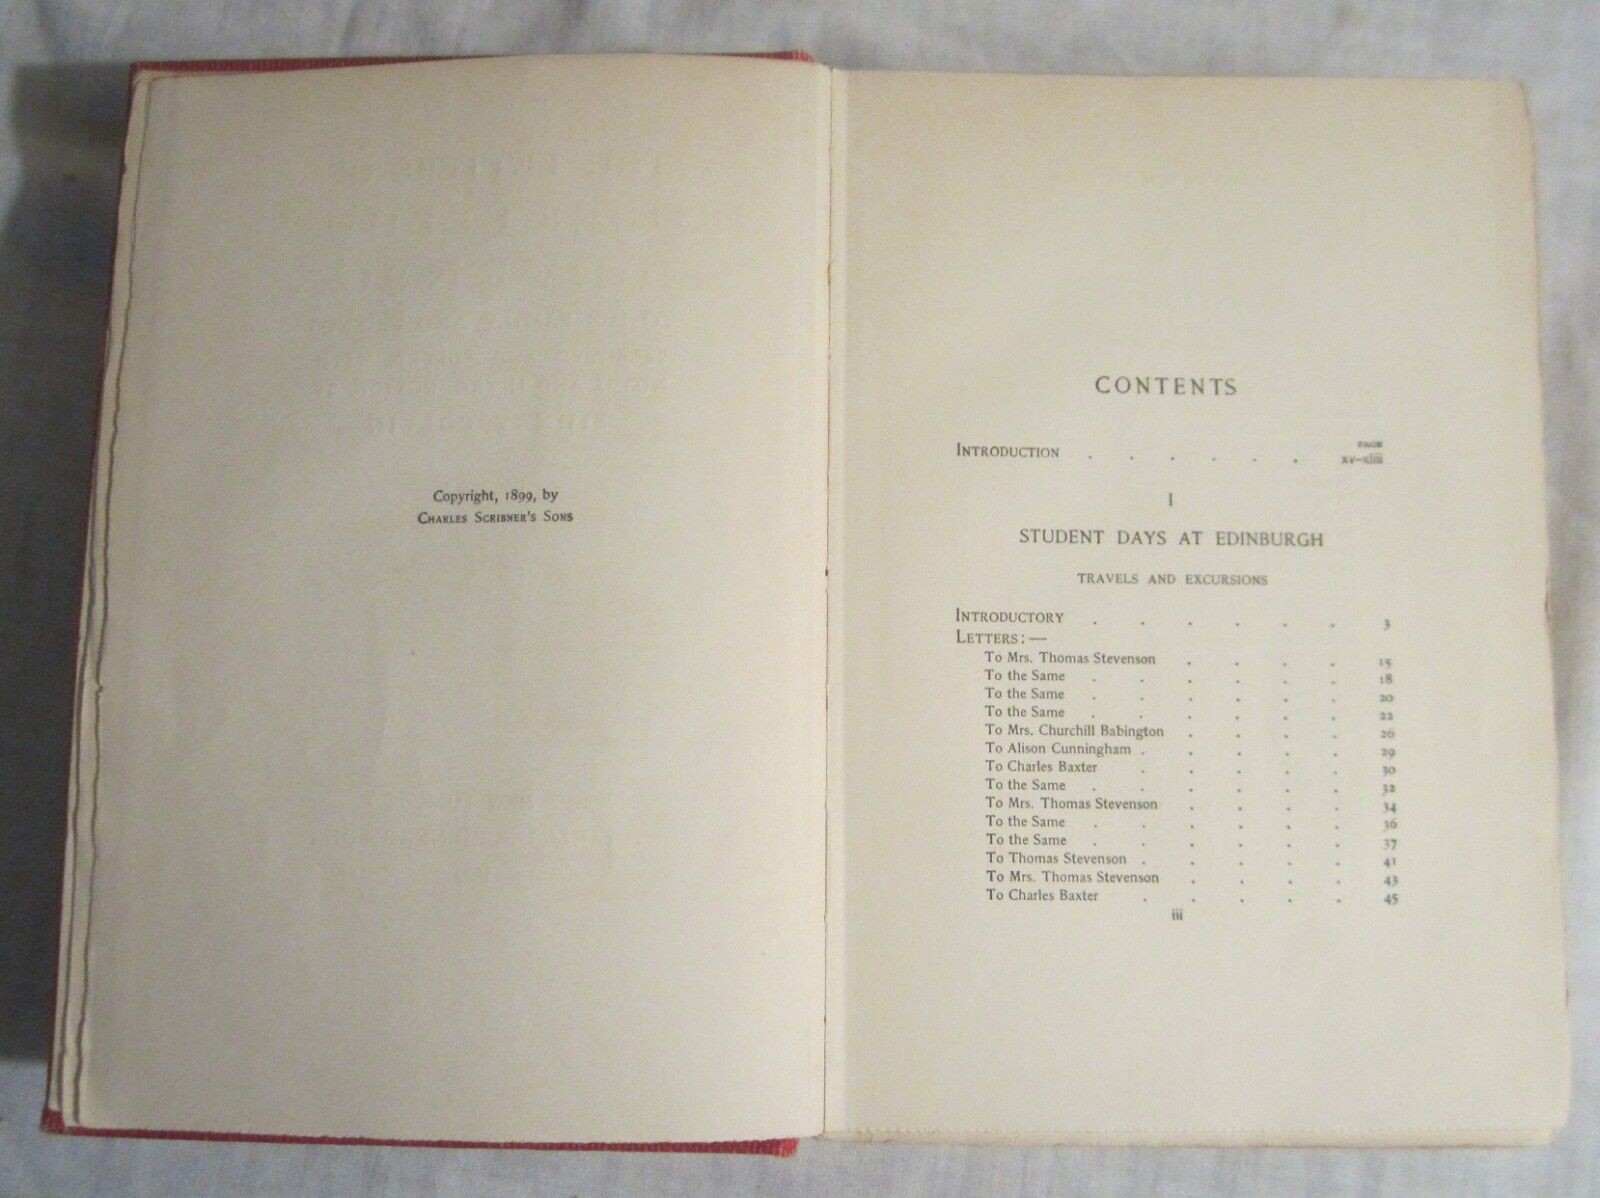 Copyright, 1899, by
CHARLES SCRIBNER'S SONS
CONTENTS
PAGE
INTRODUCTION . . . . . . xv–xliii
I
STUDENT DAYS AT EDINBURGH
TRAVELS AND EXCURSIONS
INTRODUCTORY . . . . . . 3
LETTERS:—
To Mrs. Thomas Stevenson . . . . 15
To the Same . . . . . . 18
To the Same . . . . . . 20
To the Same . . . . . . 22
To Mrs. Churchill Babington . . . . 26
To Alison Cunningham . . . . . 29
To Charles Baxter . . . . . 30
To the Same . . . . . . 32
To Mrs. Thomas Stevenson . . . . 34
To the Same . . . . . . 36
To the Same . . . . . . 37
To Thomas Stevenson . . . . . 41
To Mrs. Thomas Stevenson . . . . 43
To Charles Baxter . . . . . 45
iii